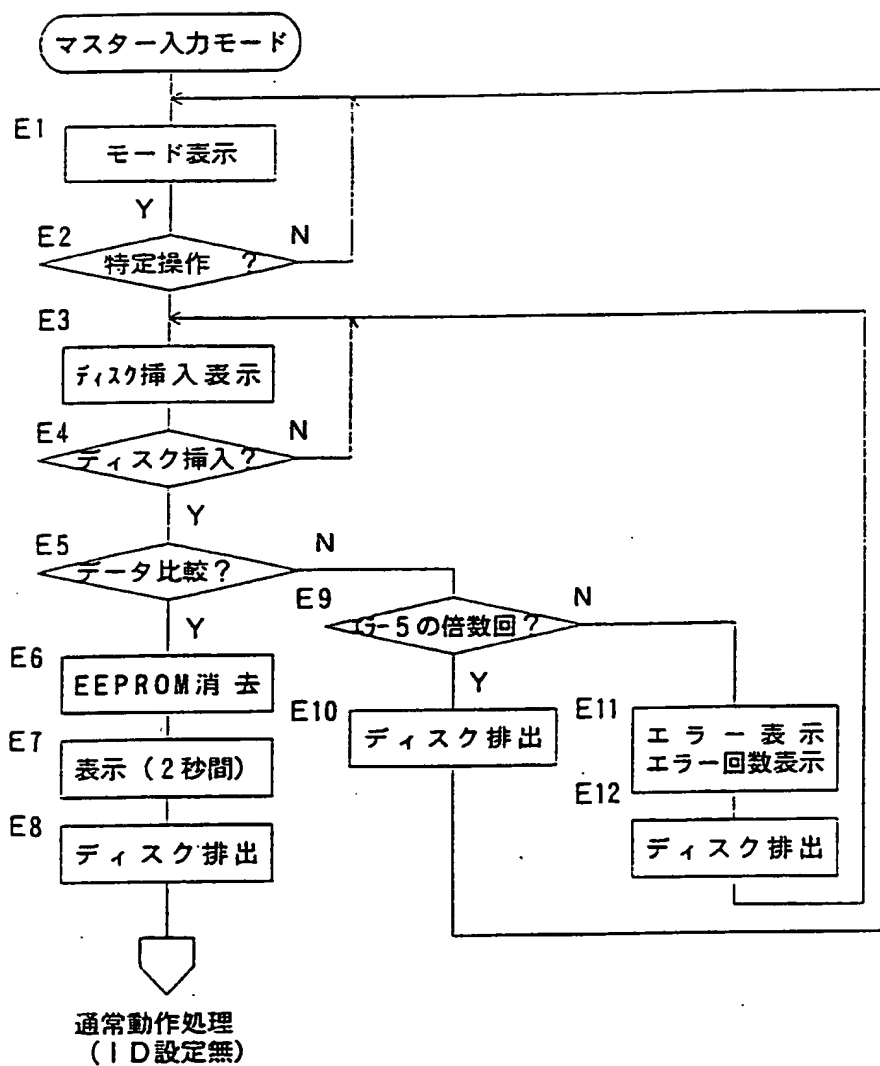 マスター入力モード
E1
モード表示
Y
E2
特定操作 ?
N
E3
ディスク挿入表示
E4
ディスク挿入?
N
Y
E5
データ比較?
N
Y
E6
EEPROM消去
E7
表示(2秒間)
E8
ディスク排出
通常動作処理
(ID設定無)
E9
エラー5の倍数回?
N
Y
E10
ディスク排出
E11
エラー表示
エラー回数表示
E12
ディスク排出